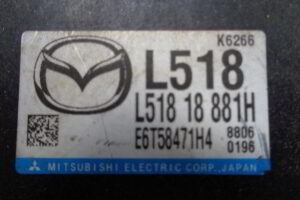 K6266
L518
L518 18 881H
E6T58471H4 8806
0196
MITSUBISHI ELECTRIC CORP., JAPAN